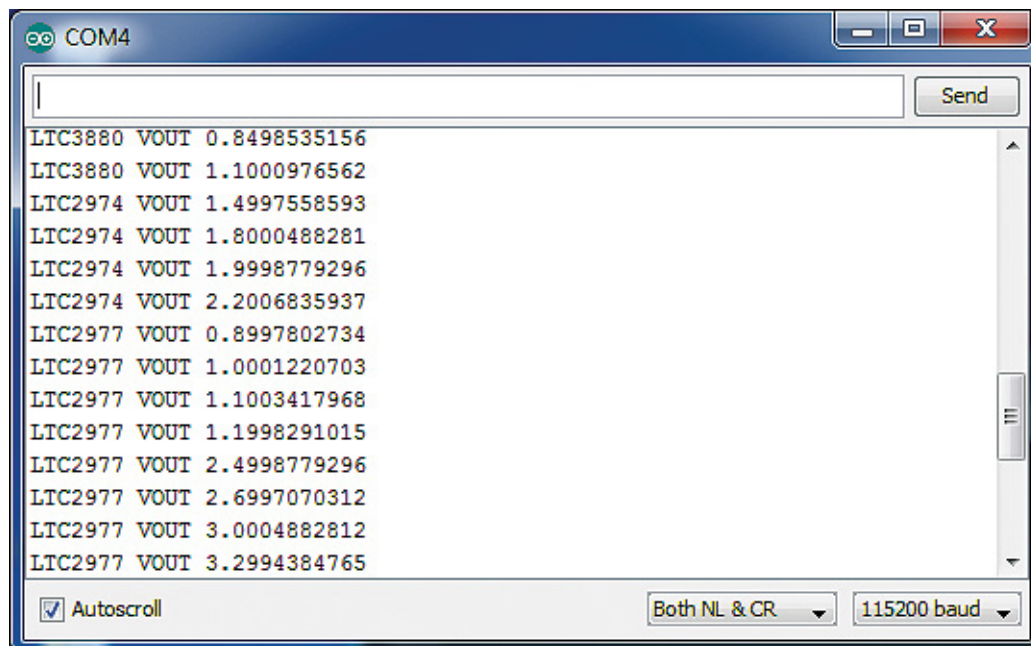 COM4
Send
LTC3880 VOUT 0.8498535156
LTC3880 VOUT 1.1000976562
LTC2974 VOUT 1.4997558593
LTC2974 VOUT 1.8000488281
LTC2974 VOUT 1.9998779296
LTC2974 VOUT 2.2006835937
LTC2977 VOUT 0.8997802734
LTC2977 VOUT 1.0001220703
LTC2977 VOUT 1.1003417968
LTC2977 VOUT 1.1998291015
LTC2977 VOUT 2.4998779296
LTC2977 VOUT 2.6997070312
LTC2977 VOUT 3.0004882812
LTC2977 VOUT 3.2994384765
Autoscroll Both NL & CR 115200 baud